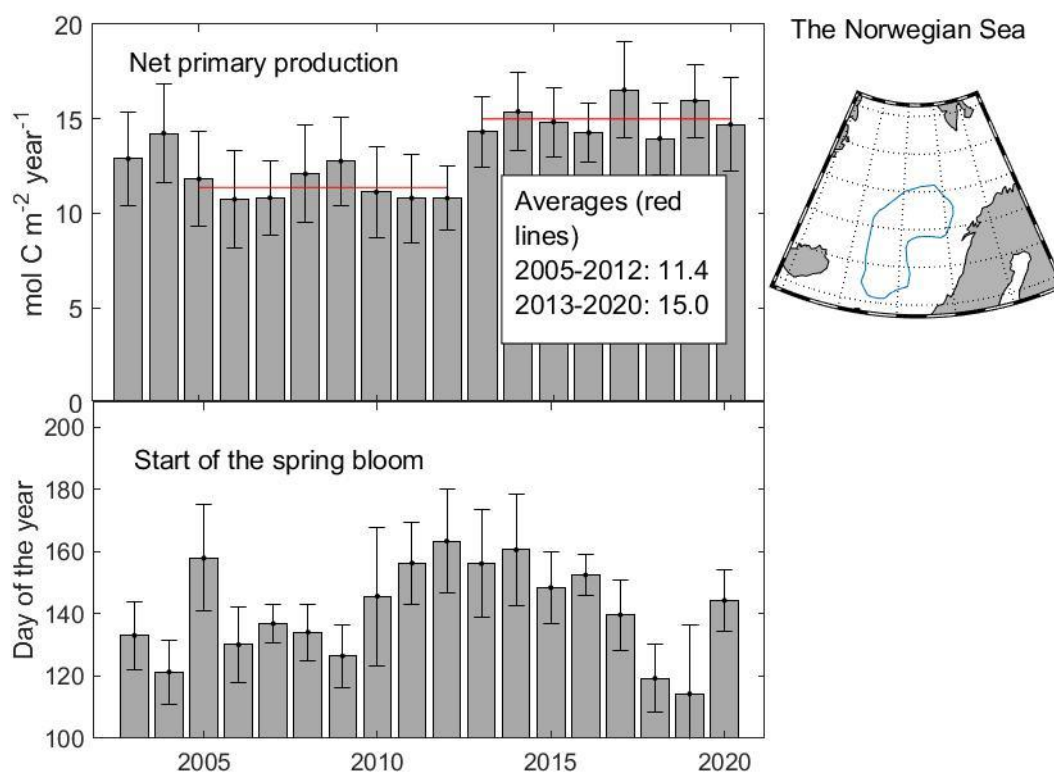 The Norwegian Sea
20
Net primary production
15
10
5
0
mol C m⁻² year⁻¹
Averages (red
lines)
2005-2012: 11.4
2013-2020: 15.0
200
Start of the spring bloom
180
160
140
120
100
Day of the year
2005
2010
2015
2020